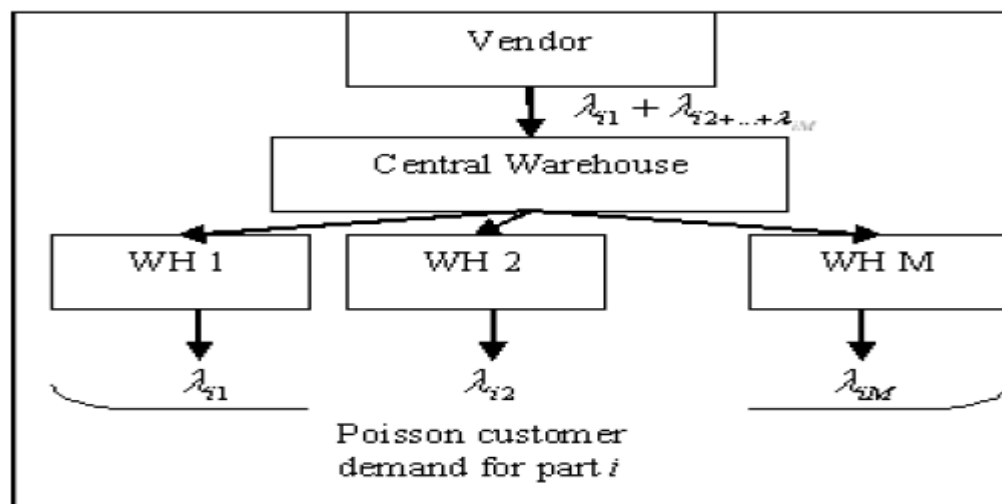 Vendor
λi1 + λi2+...+λiM
Central Warehouse
WH 1 WH 2 WH M
λi1 λi2 λiM
Poisson customer
demand for part i